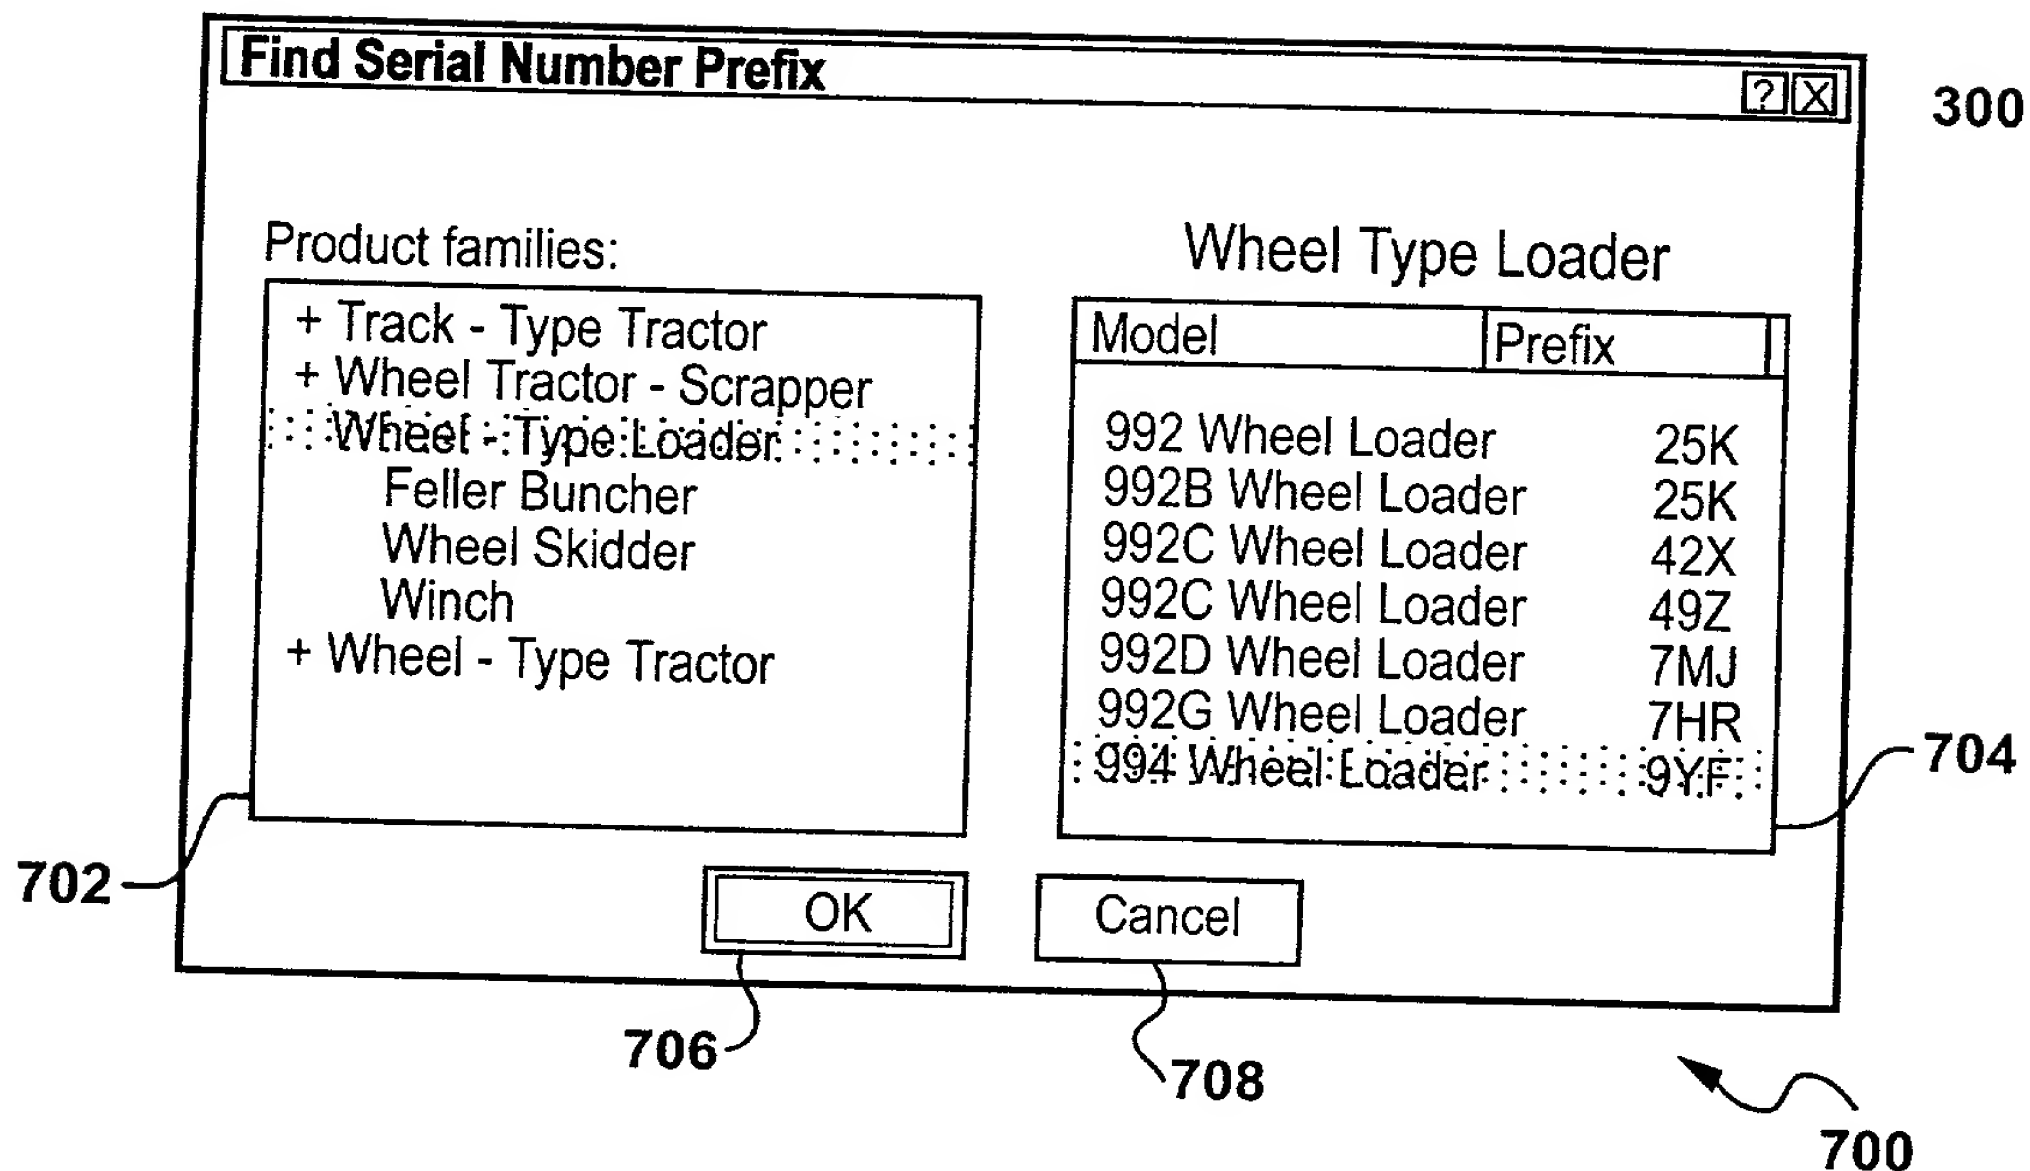 Find Serial Number Prefix
? X
300
Product families:
+ Track - Type Tractor
+ Wheel Tractor - Scrapper
Wheel - Type Loader
Feller Buncher
Wheel Skidder
Winch
+ Wheel - Type Tractor
Wheel Type Loader
Model Prefix
992 Wheel Loader 25K
992B Wheel Loader 25K
992C Wheel Loader 42X
992C Wheel Loader 49Z
992D Wheel Loader 7MJ
992G Wheel Loader 7HR
994 Wheel Loader 9YF
704
702
OK
Cancel
706
708
700